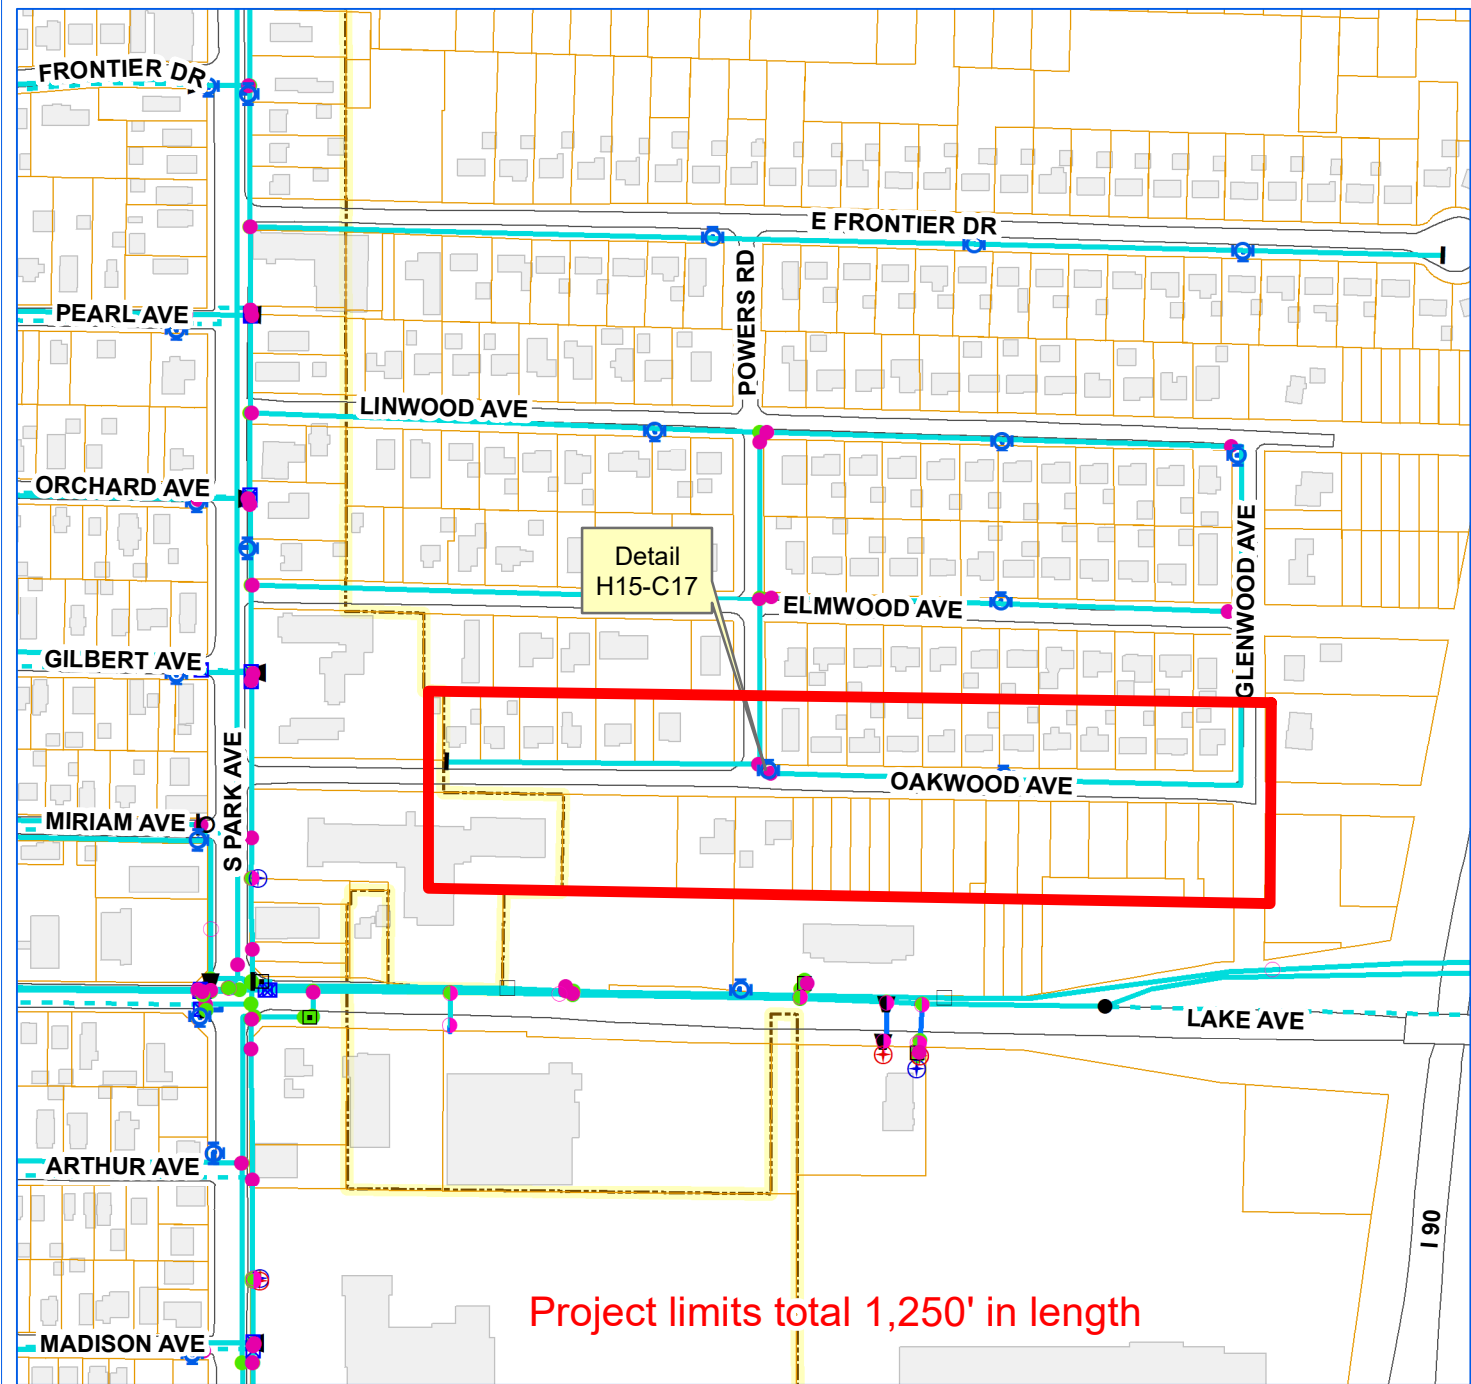 FRONTIER DR
E FRONTIER DR
POWERS RD
PEARL AVE
LINWOOD AVE
ORCHARD AVE
GLENWOOD AVE
Detail
H15-C17
ELMWOOD AVE
GILBERT AVE
S PARK AVE
OAKWOOD AVE
MIRIAM AVE
LAKE AVE
ARTHUR AVE
I 90
Project limits total 1,250' in length
MADISON AVE